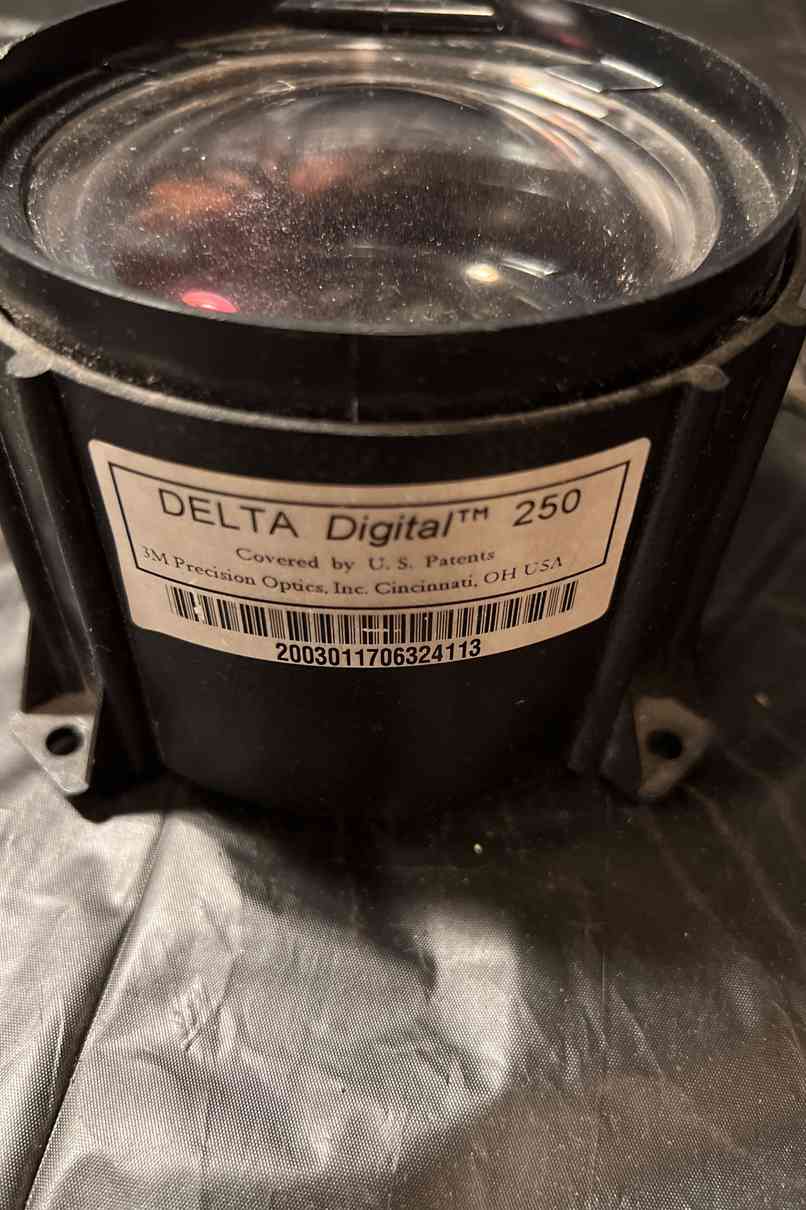 DELTA Digital™ 250
Covered by U. S. Patents
3M Precision Optics, Inc. Cincinnati, OH USA
2003011706324113